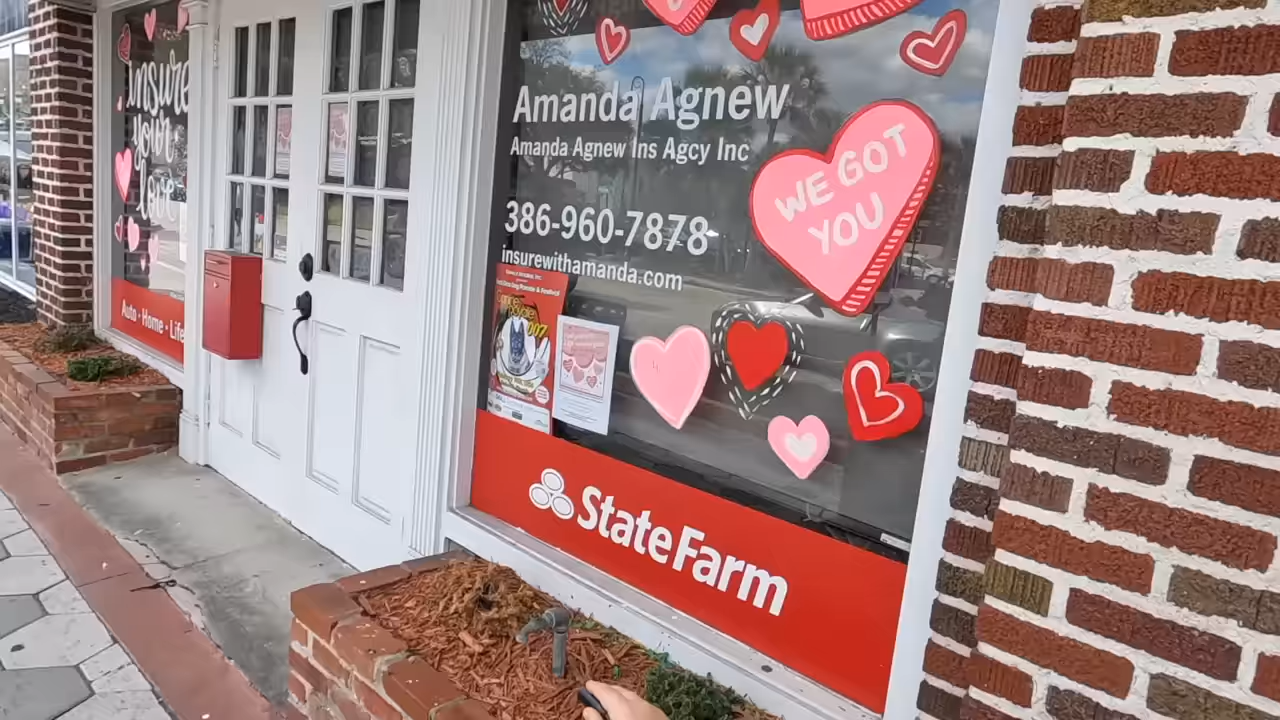 insure
your
love
Auto · Home · Life
Amanda Agnew
Amanda Agnew Ins Agcy Inc
386-960-7878
insurewithamanda.com
WE GOT
YOU
007
StateFarm